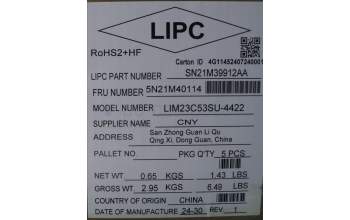 LIPC
RoHS2+HF
Carton ID 4G11452407240001
LIPC PART NUMBER SN21M39912AA
FRU NUMBER 5N21M40114
MODEL NUMBER LIM23C53SU-4422
SUPPLIER NAME CNY
ADDRESS San Zhong Guan Li Qu
Qing Xi, Dong Guan, China
PALLET NO. PKG Q'TY 5 PCS
NET WT 0.65 KGS 1.43 LBS
GROSS WT 2.95 KGS 6.49 LBS
COUNTRY OF ORIGIN CHINA
DATE OF MANUFACTURE 24-30 REV. 1